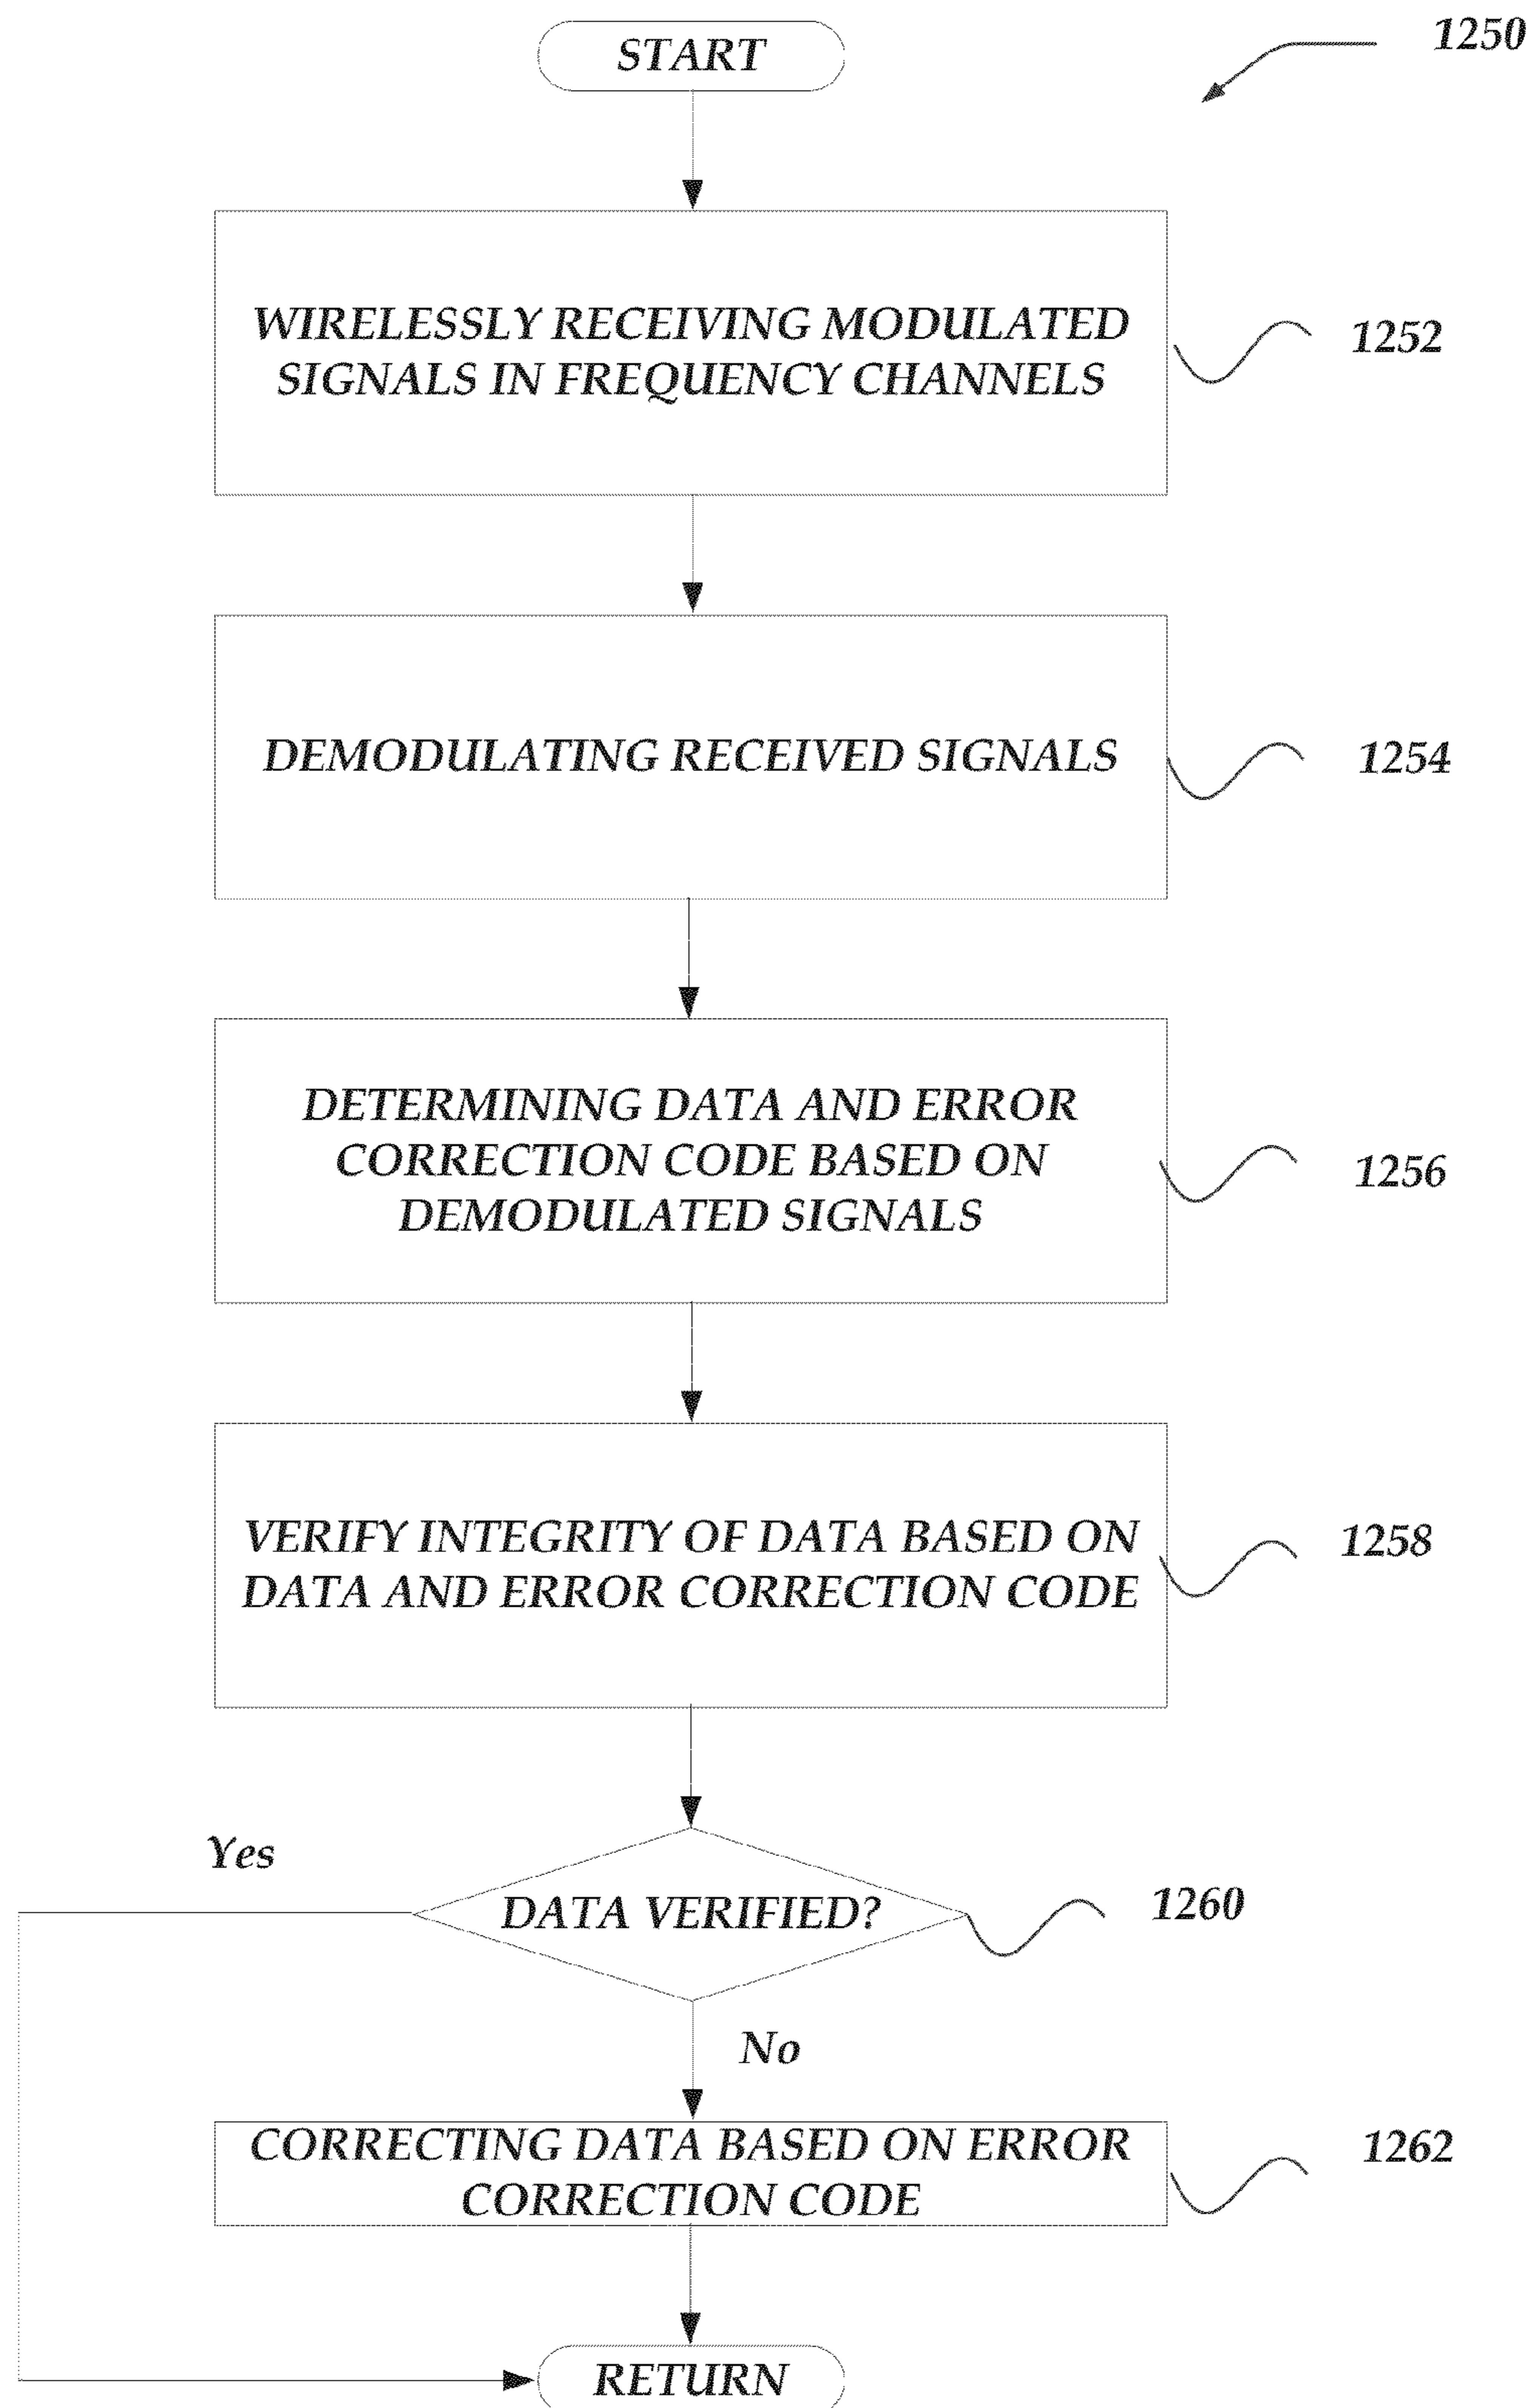 START
1250
WIRELESSLY RECEIVING MODULATED
SIGNALS IN FREQUENCY CHANNELS
1252
DEMODULATING RECEIVED SIGNALS
1254
DETERMINING DATA AND ERROR
CORRECTION CODE BASED ON
DEMODULATED SIGNALS
1256
VERIFY INTEGRITY OF DATA BASED ON
DATA AND ERROR CORRECTION CODE
1258
Yes
DATA VERIFIED?
1260
No
CORRECTING DATA BASED ON ERROR
CORRECTION CODE
1262
RETURN